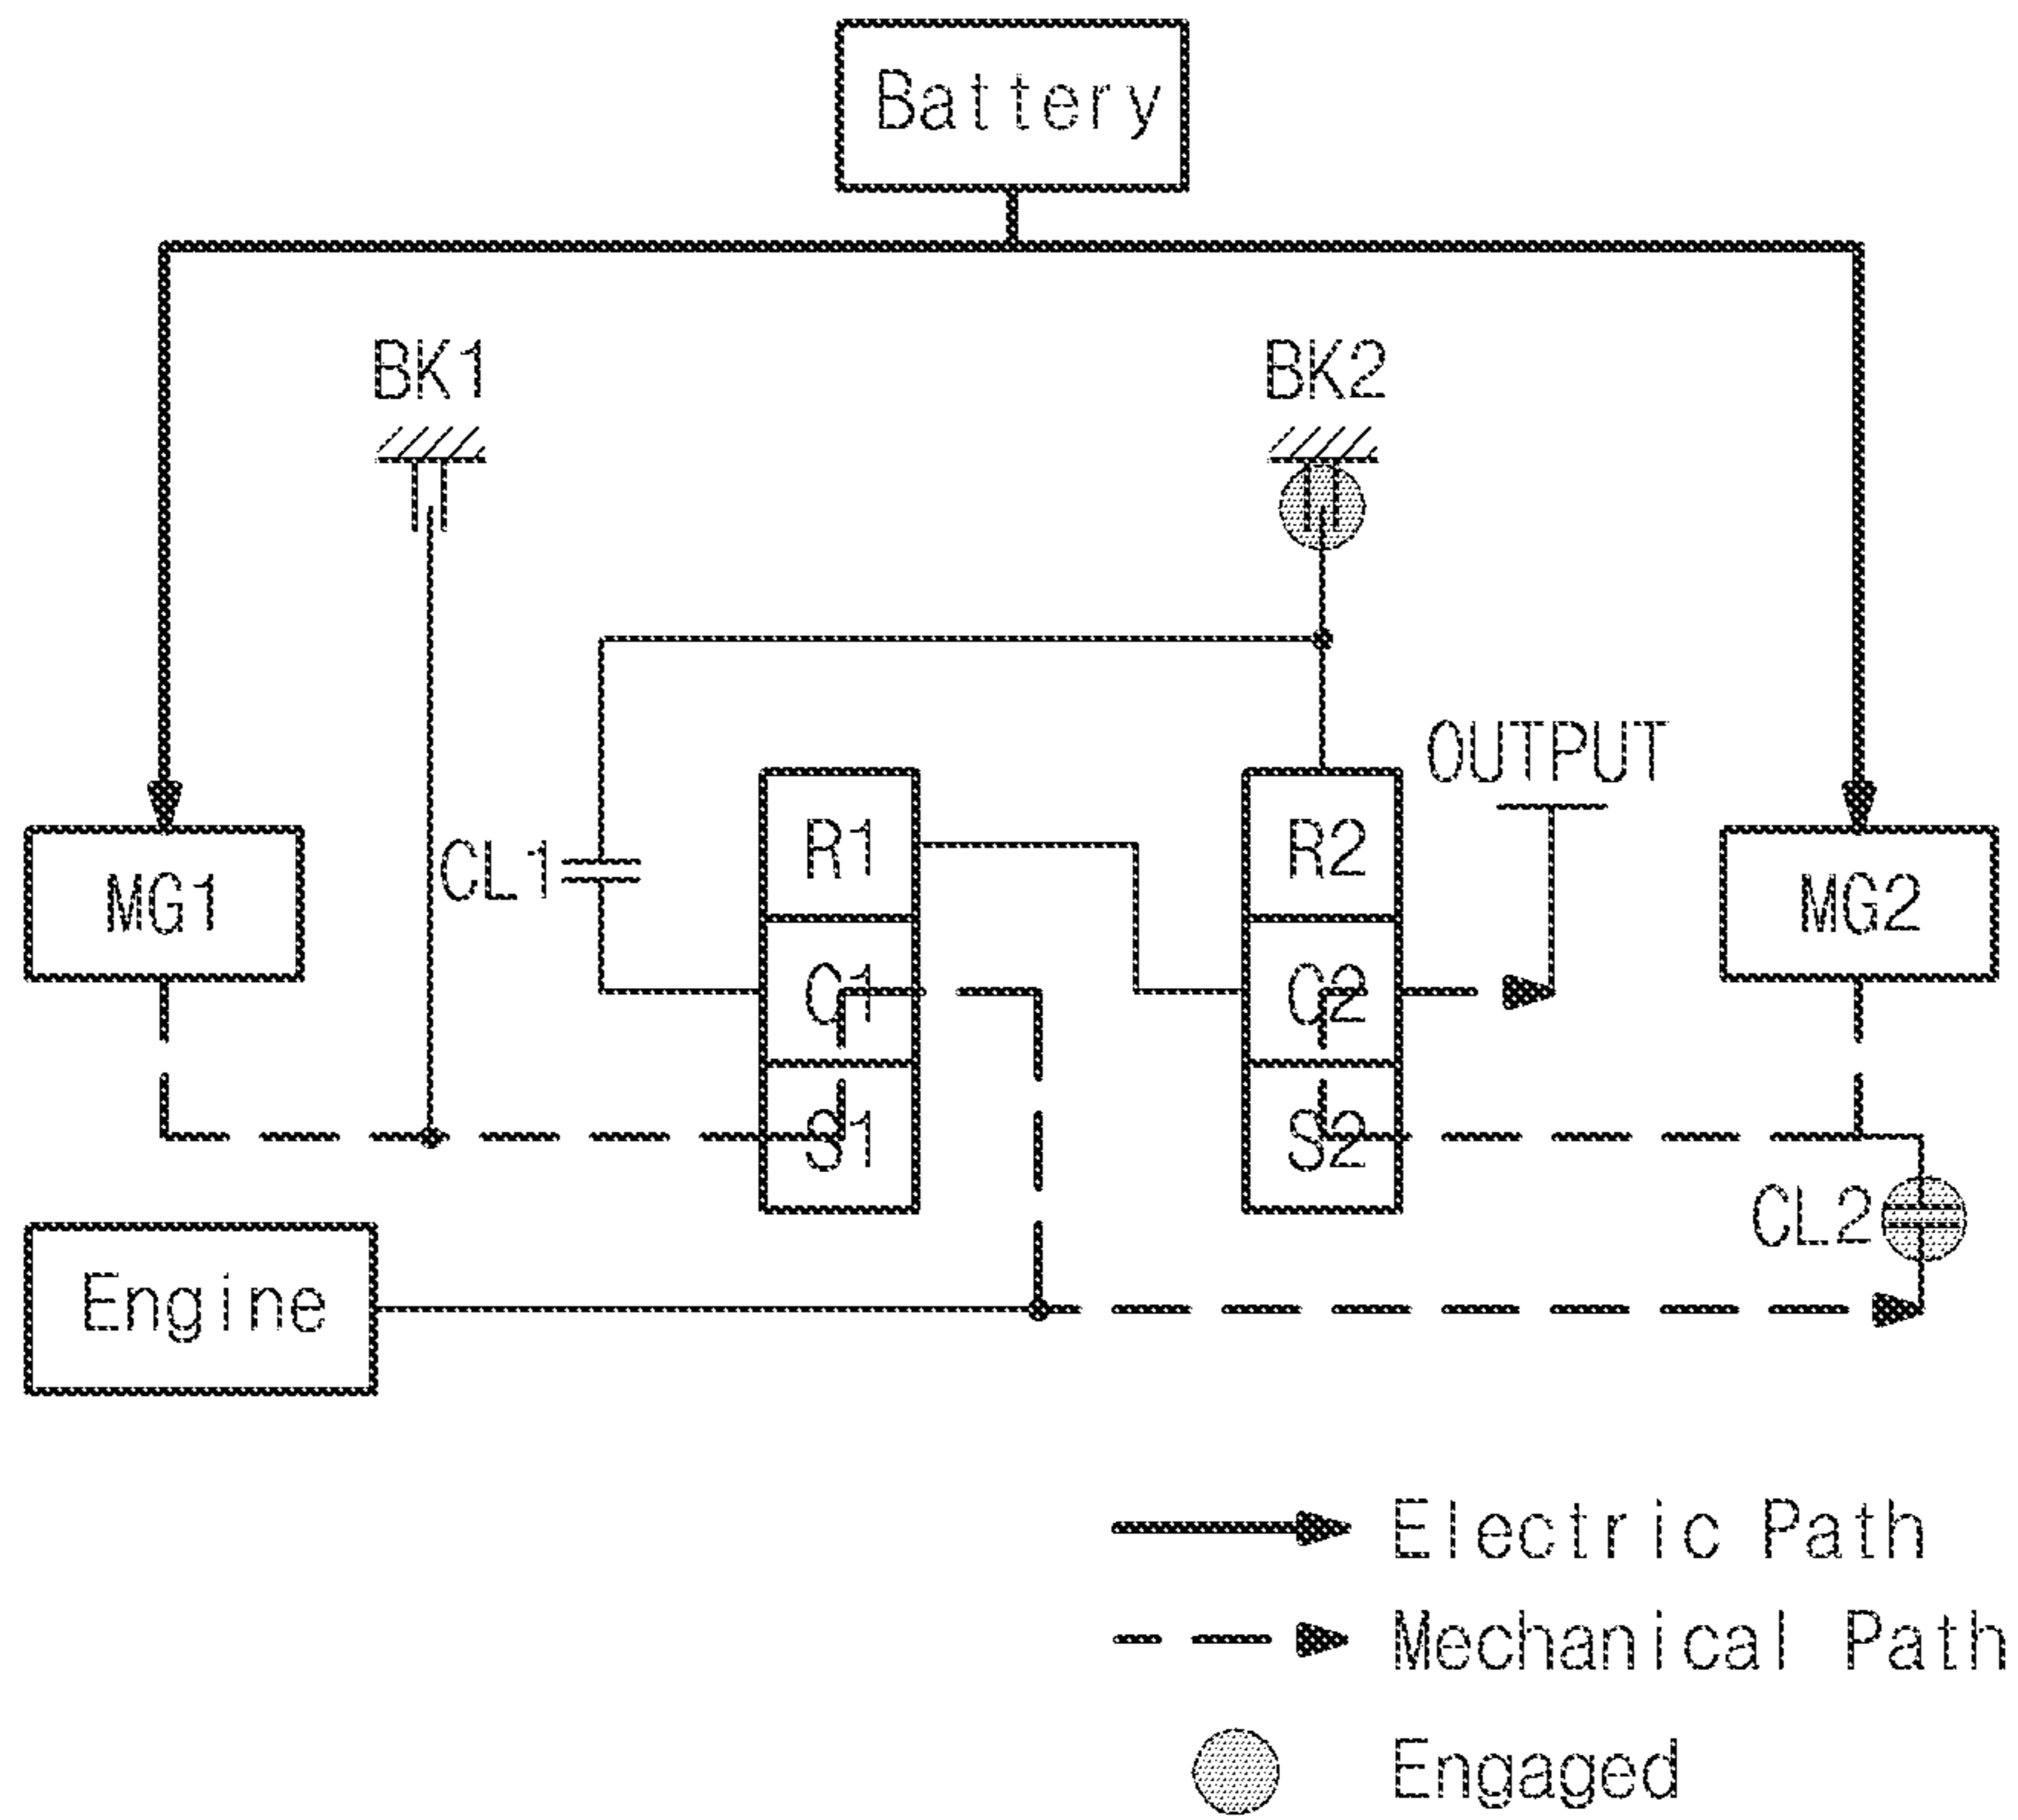 Battery
BK1
BK2
OUTPUT
MG1
CL1
R1
R2
MG2
C1
C2
S1
S2
CL2
Engine
Electric Path
Mechanical Path
Engaged